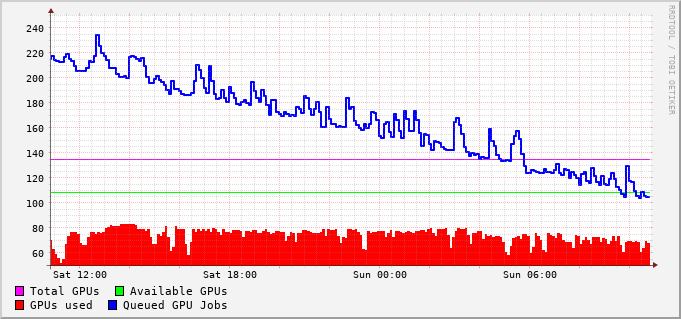 240
220
200
180
160
140
120
100
80
60
Sat 12:00 Sat 18:00 Sun 00:00 Sun 06:00
Total GPUs Available GPUs
GPUs used Queued GPU Jobs
RRDTOOL / TOBI OETIKER